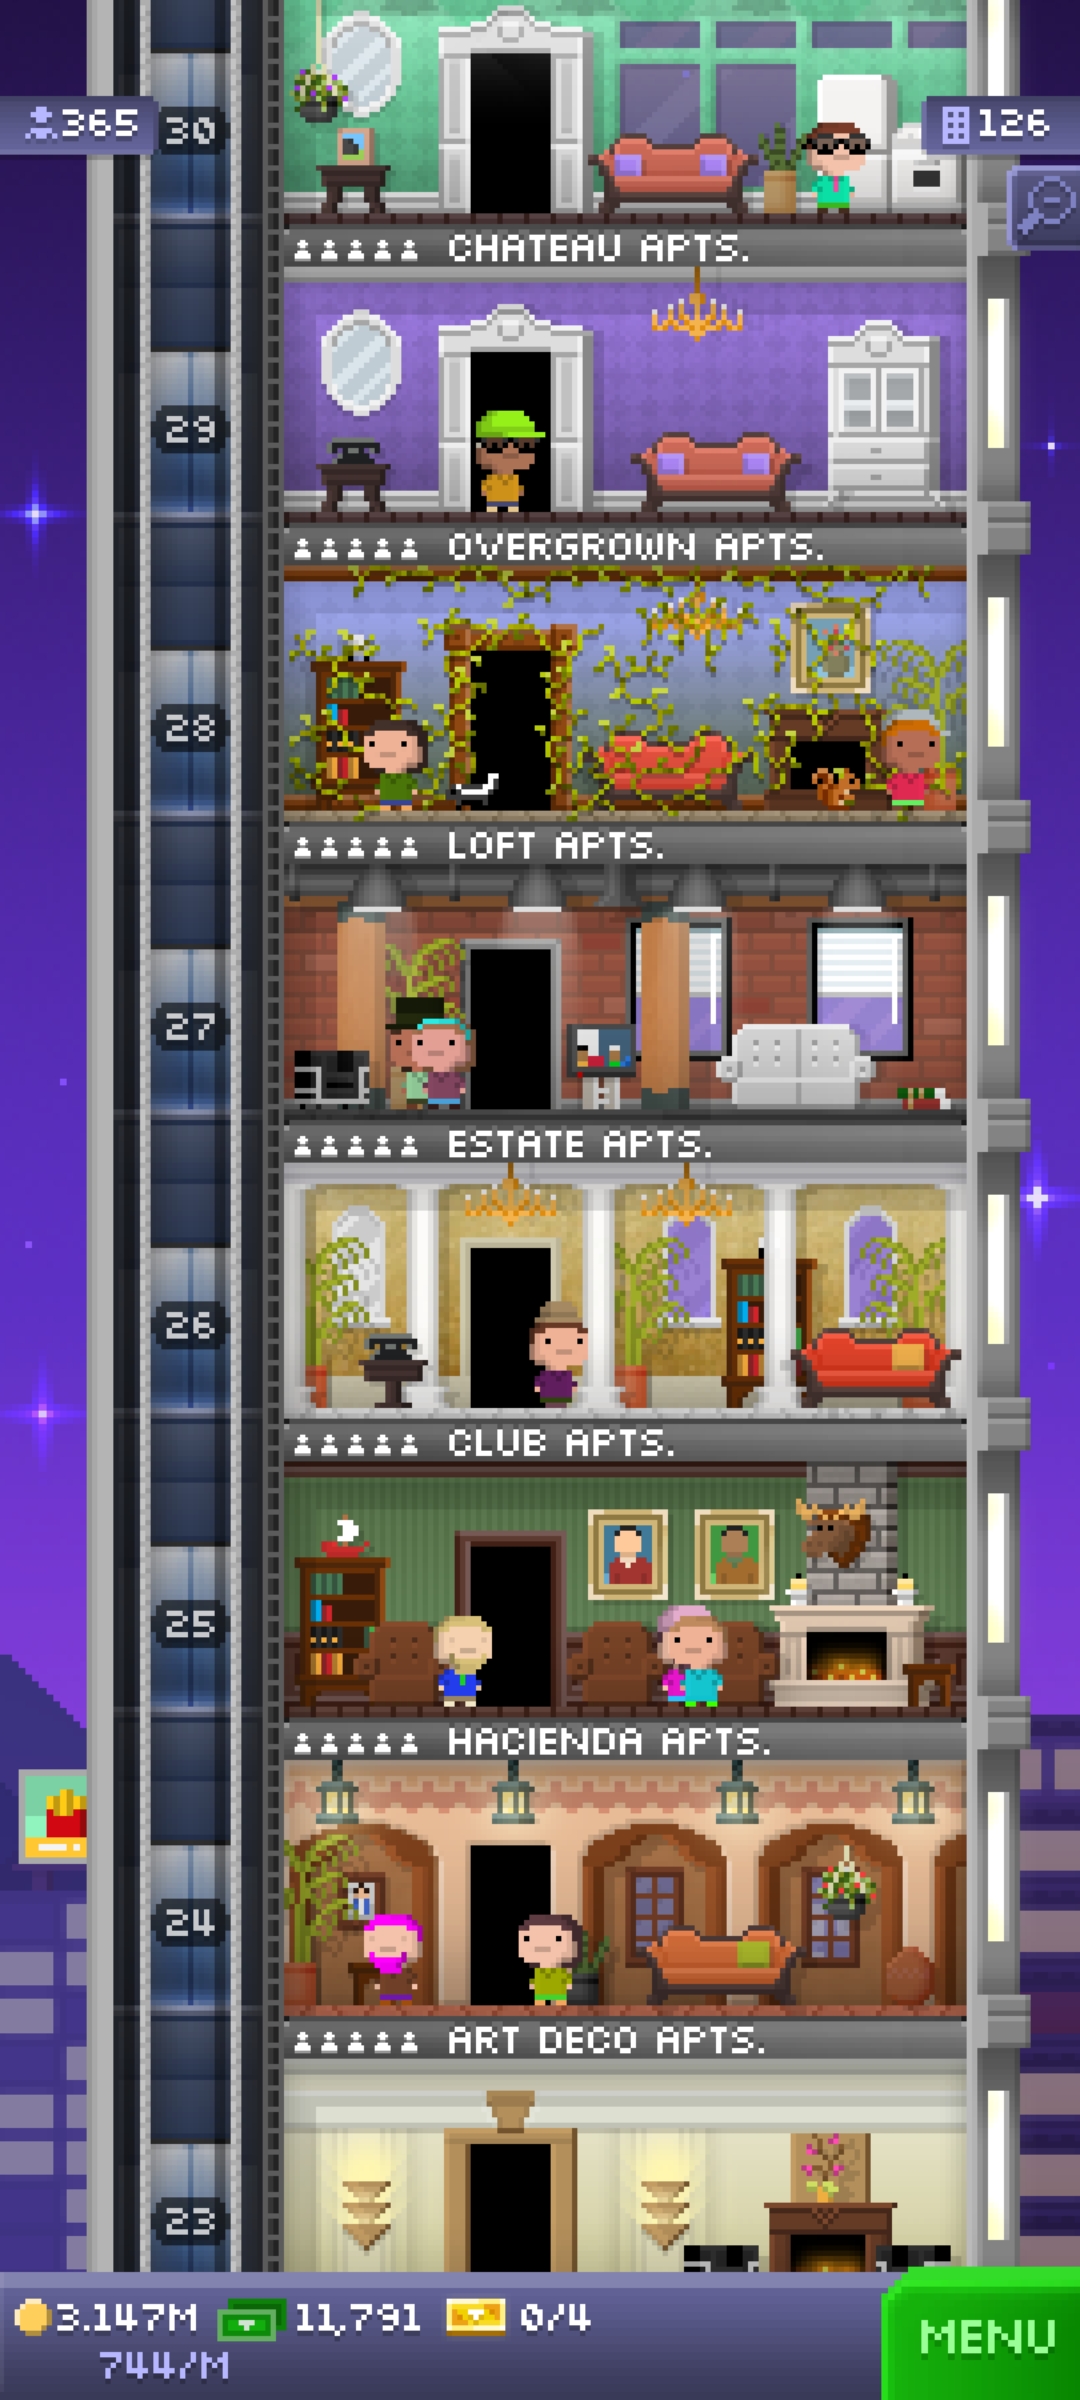 365
30
126
CHATEAU APTS.
29
OVERGROWN APTS.
28
LOFT APTS.
27
ESTATE APTS.
26
CLUB APTS.
25
HACIENDA APTS.
24
ART DECO APTS.
23
3.147M 11,791 0/4
744/M
MENU